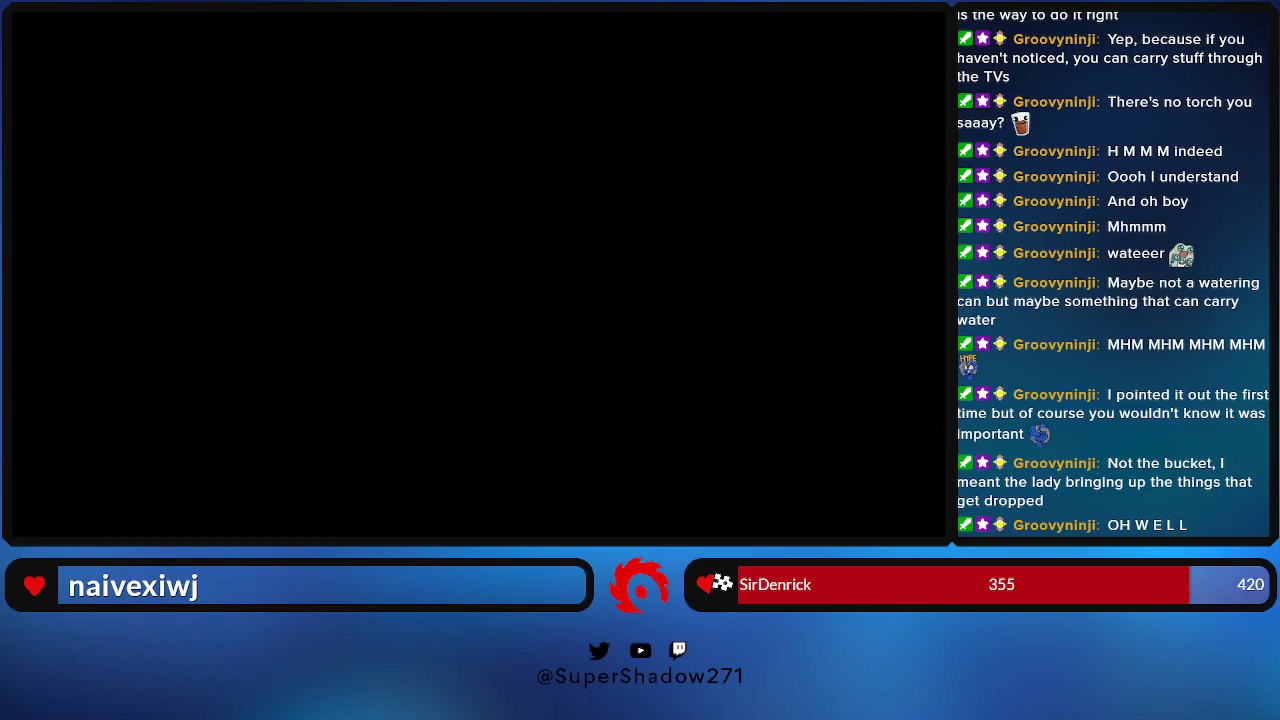 is the way to do it right
Groovyninji: Yep, because if you
haven't noticed, you can carry stuff through
the TVs
Groovyninji: There's no torch you
saaay?
Groovyninji: H M M M indeed
Groovyninji: Oooh I understand
Groovyninji: And oh boy
Groovyninji: Mhmmm
Groovyninji: wateeer
Groovyninji: Maybe not a watering
can but maybe something that can carry
water
Groovyninji: MHM MHM MHM MHM
HYPE
Groovyninji: I pointed it out the first
time but of course you wouldn't know it was
important
Groovyninji: Not the bucket, I
meant the lady bringing up the things that
get dropped
Groovyninji: OH W E L L
naivexiwj
SirDenrick 355 420
@SuperShadow271